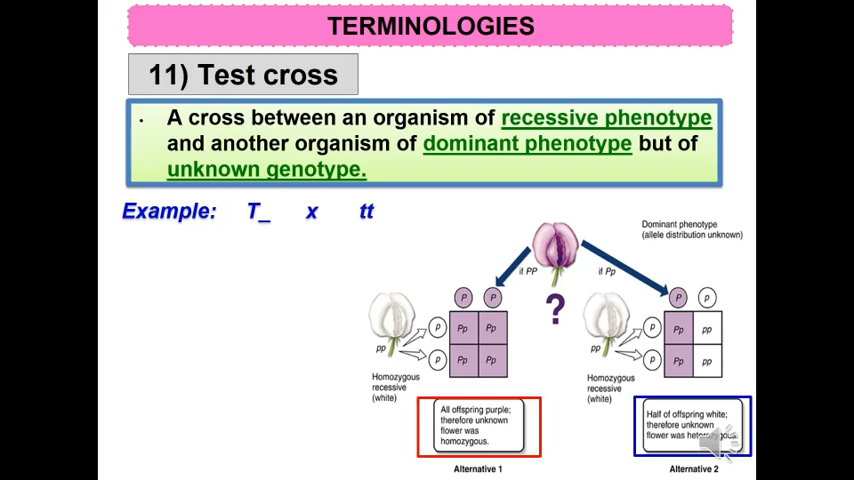 TERMINOLOGIES
11) Test cross
• A cross between an organism of recessive phenotype
and another organism of dominant phenotype but of
unknown genotype.
Example: T_ x tt
Dominant phenotype
(allele distribution unknown)
if PP
if Pp
?
P P
pp
p Pp Pp
p Pp Pp
Homozygous
recessive
(white)
P p
pp
p Pp pp
p Pp pp
Homozygous
recessive
(white)
All offspring purple;
therefore unknown
flower was
homozygous.
Alternative 1
Half of offspring white;
therefore unknown
flower was heterozygous.
Alternative 2